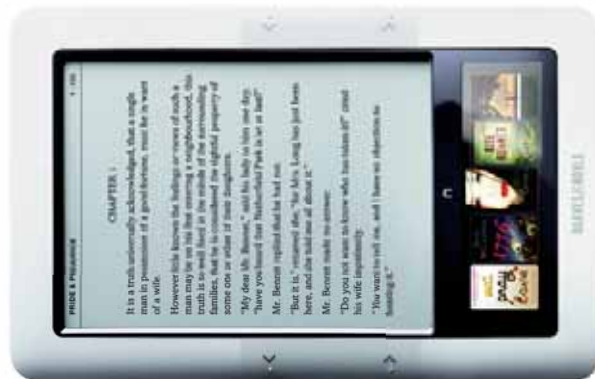 PRIDE & PREJUDICE
CHAPTER 1
It is a truth universally acknowledged, that a single
man in possession of a good fortune, must be in want
of a wife.
However little known the feelings or views of such a
man may be on his first entering a neighbourhood, this
truth is so well fixed in the minds of the surrounding
families, that he is considered the rightful property of
some one or other of their daughters.
"My dear Mr. Bennet," said his lady to him one day,
"have you heard that Netherfield Park is let at last?"
Mr. Bennet replied that he had not.
"But it is," returned she; "for Mrs. Long has just been
here, and she told me all about it."
Mr. Bennet made no answer.
"Do you not want to know who has taken it?" cried
his wife impatiently.
"You want to tell me, and I have no objection to
hearing it."
eat
pray
love
1776
BARNES&NOBLE